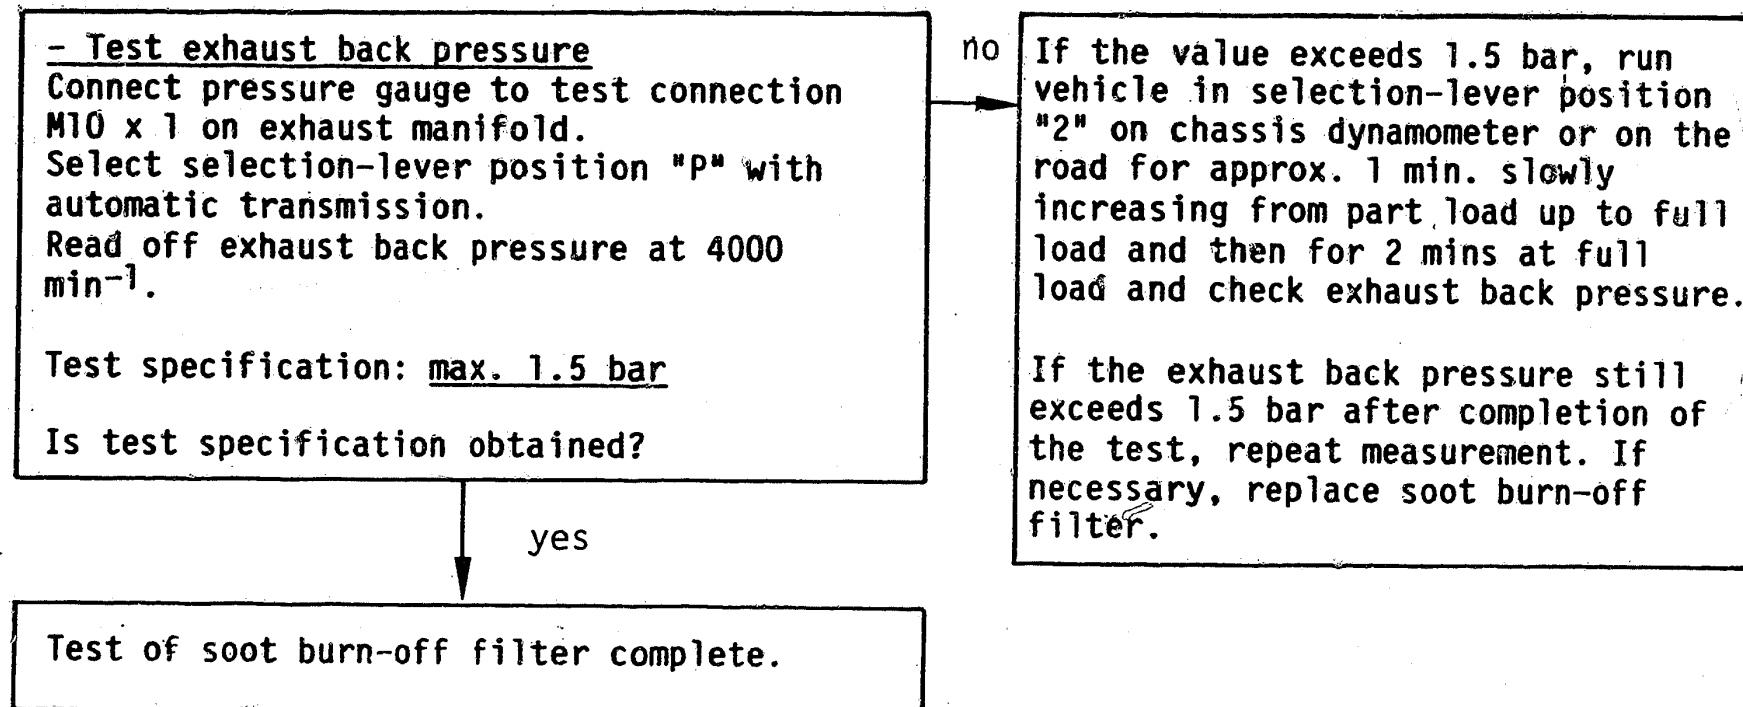 - Test exhaust back pressure
Connect pressure gauge to test connection
M10 x 1 on exhaust manifold.
Select selection-lever position "P" with
automatic transmission.
Read off exhaust back pressure at 4000
min-1.
Test specification: max. 1.5 bar
Is test specification obtained?
no
If the value exceeds 1.5 bar, run
vehicle in selection-lever position
"2" on chassis dynamometer or on the
road for approx. 1 min. slowly
increasing from part load up to full
load and then for 2 mins at full
load and check exhaust back pressure.
If the exhaust back pressure still
exceeds 1.5 bar after completion of
the test, repeat measurement. If
necessary, replace soot burn-off
filter.
yes
Test of soot burn-off filter complete.